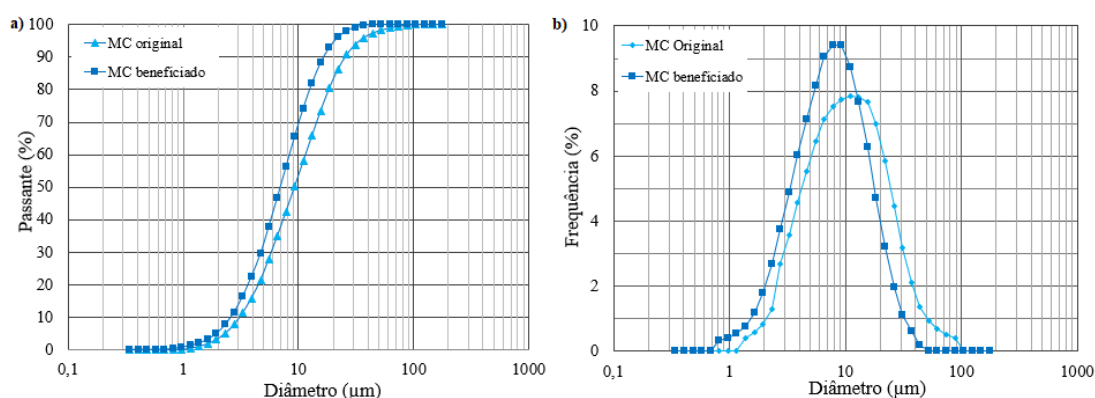 a)
MC original
MC beneficiado
Passante (%)
100
90
80
70
60
50
40
30
20
10
0
0,1
1
10
100
1000
Diâmetro (µm)
b)
MC Original
MC beneficiado
Frequência (%)
10
8
6
4
2
0
0,1
1
10
100
1000
Diâmetro (µm)